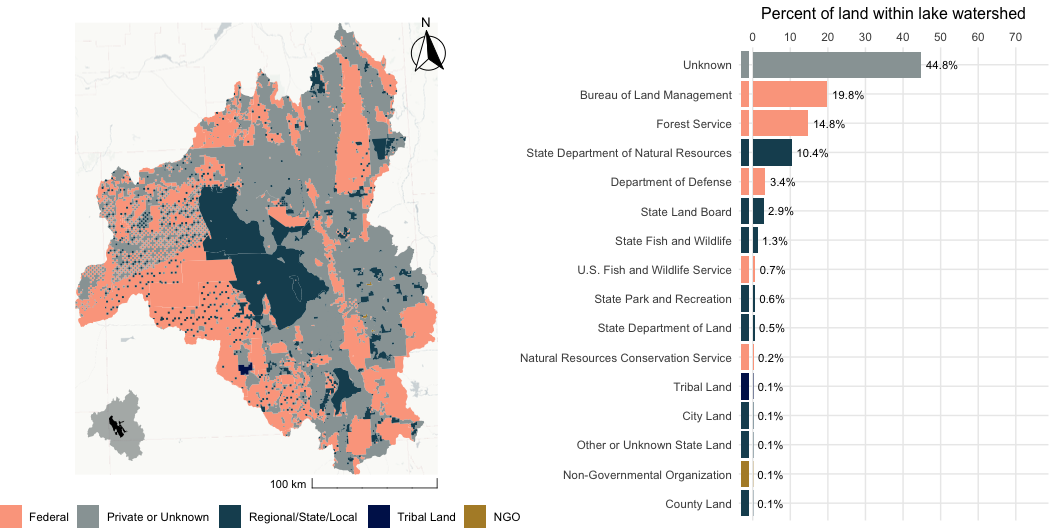 N
100 km
Federal
Private or Unknown
Regional/State/Local
Tribal Land
NGO
Percent of land within lake watershed
0 10 20 30 40 50 60 70
Unknown 44.8%
Bureau of Land Management 19.8%
Forest Service 14.8%
State Department of Natural Resources 10.4%
Department of Defense 3.4%
State Land Board 2.9%
State Fish and Wildlife 1.3%
U.S. Fish and Wildlife Service 0.7%
State Park and Recreation 0.6%
State Department of Land 0.5%
Natural Resources Conservation Service 0.2%
Tribal Land 0.1%
City Land 0.1%
Other or Unknown State Land 0.1%
Non-Governmental Organization 0.1%
County Land 0.1%